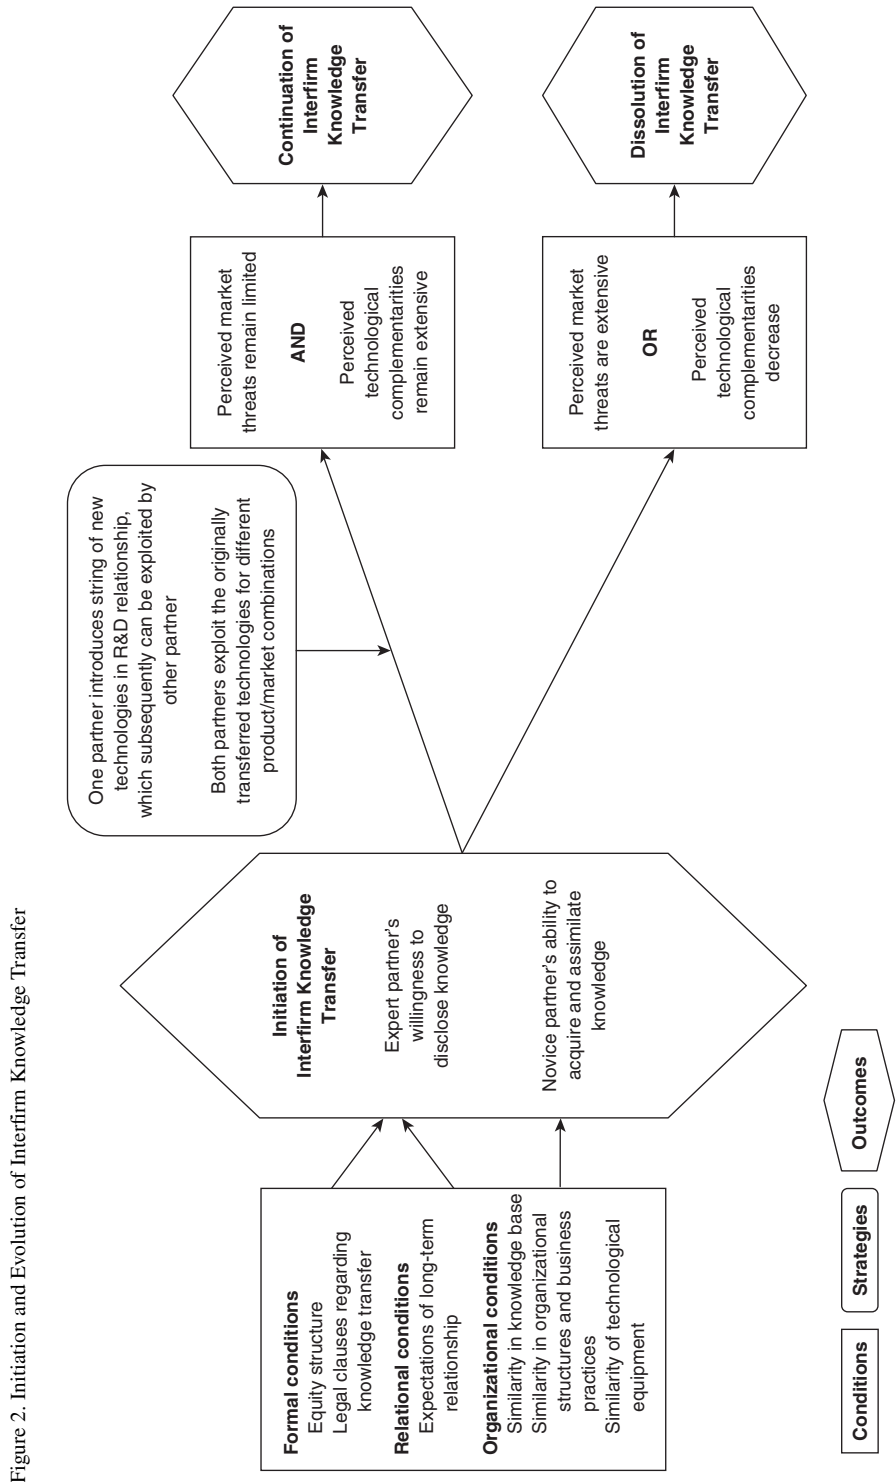 Figure 2. Initiation and Evolution of Interfirm Knowledge Transfer
Formal conditions
Equity structure
Legal clauses regarding
knowledge transfer
Relational conditions
Expectations of long-term
relationship
Organizational conditions
Similarity in knowledge base
Similarity in organizational
structures and business
practices
Similarity of technological
equipment
Initiation of
Interfirm Knowledge
Transfer
Expert partner's
willingness to
disclose knowledge
Novice partner's ability to
acquire and assimilate
knowledge
One partner introduces string of new
technologies in R&D relationship,
which subsequently can be exploited by
other partner
Both partners exploit the originally
transferred technologies for different
product/market combinations
Perceived market
threats remain limited
AND
Perceived
technological
complementarities
remain extensive
Continuation of
Interfirm
Knowledge
Transfer
Perceived market
threats are extensive
OR
Perceived
technological
complementarities
decrease
Dissolution of
Interfirm
Knowledge
Transfer
Conditions
Strategies
Outcomes